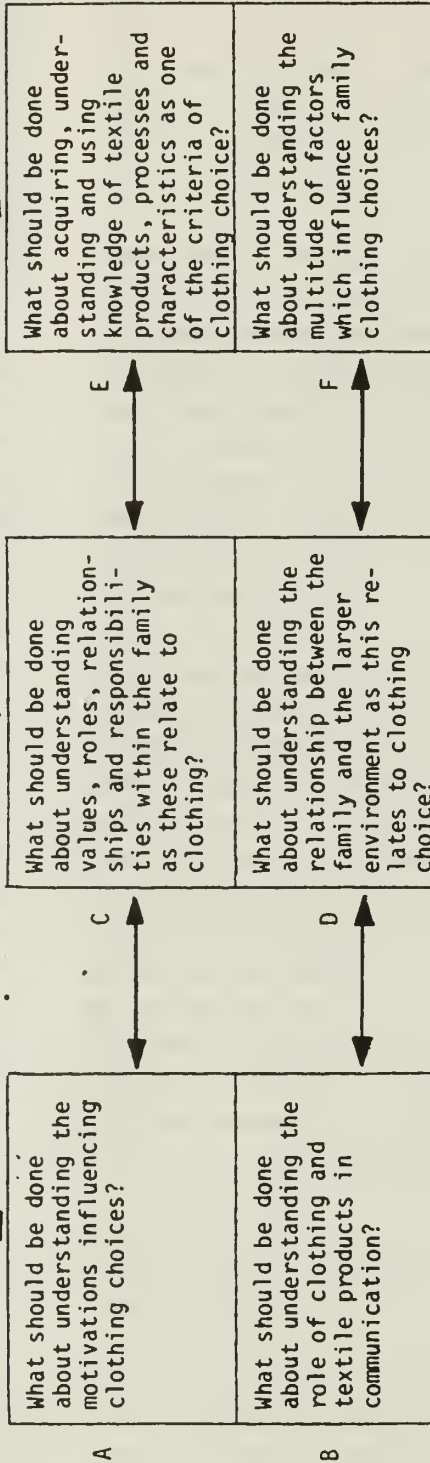 A
What should be done
about understanding the
motivations influencing
clothing choices?
B
What should be done
about understanding the
role of clothing and
textile products in
communication?
C
What should be done
about understanding
values, roles, relation-
ships and responsibili-
ties within the family
as these relate to
clothing?
D
What should be done
about understanding the
relationship between the
family and the larger
environment as this re-
lates to clothing
choice?
E
What should be done
about acquiring, under-
standing and using
knowledge of textile
products, processes and
characteristics as one
of the criteria of
clothing choice?
F
What should be done
about understanding the
multitude of factors
which influence family
clothing choices?